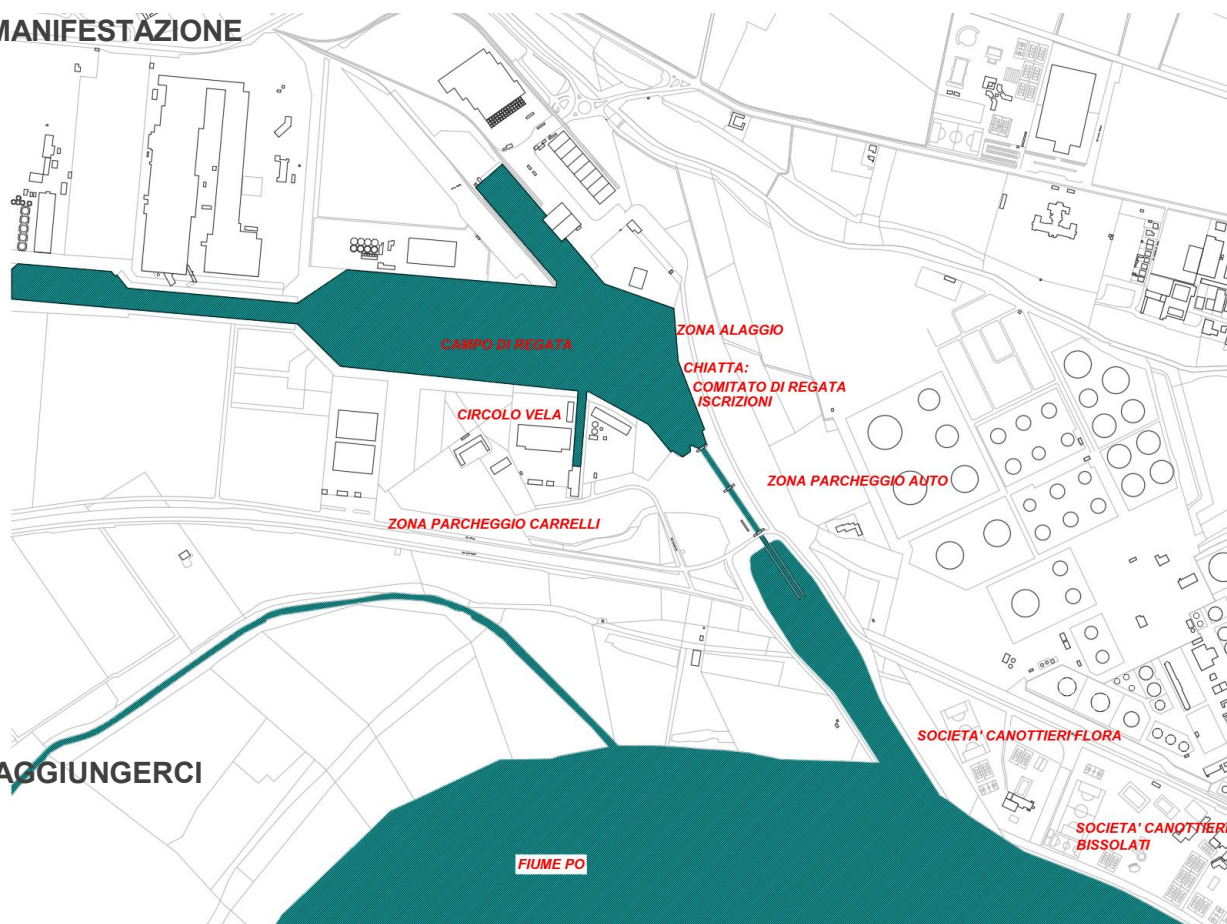 MANIFESTAZIONE
ZONA ALAGGIO
CAMPO DI REGATA
CHIATTA:
COMITATO DI REGATA
ISCRIZIONI
CIRCOLO VELA
ZONA PARCHEGGIO AUTO
ZONA PARCHEGGIO CARRELLI
SOCIETA' CANOTTIERI FLORA
AGGIUNGERCI
SOCIETA' CANOTTIERI
BISSOLATI
FIUME PO